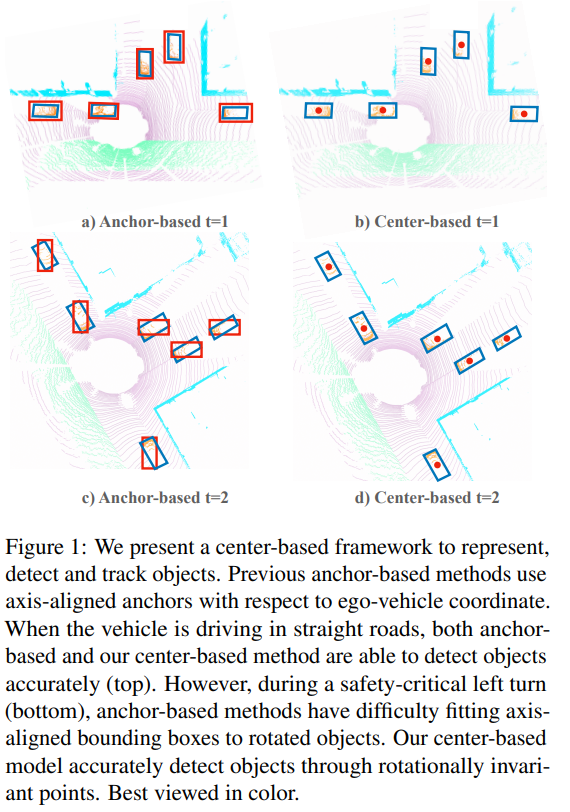 a) Anchor-based t=1
b) Center-based t=1
c) Anchor-based t=2
d) Center-based t=2
Figure 1: We present a center-based framework to represent,
detect and track objects. Previous anchor-based methods use
axis-aligned anchors with respect to ego-vehicle coordinate.
When the vehicle is driving in straight roads, both anchor-
based and our center-based method are able to detect objects
accurately (top). However, during a safety-critical left turn
(bottom), anchor-based methods have difficulty fitting axis-
aligned bounding boxes to rotated objects. Our center-based
model accurately detect objects through rotationally invari-
ant points. Best viewed in color.